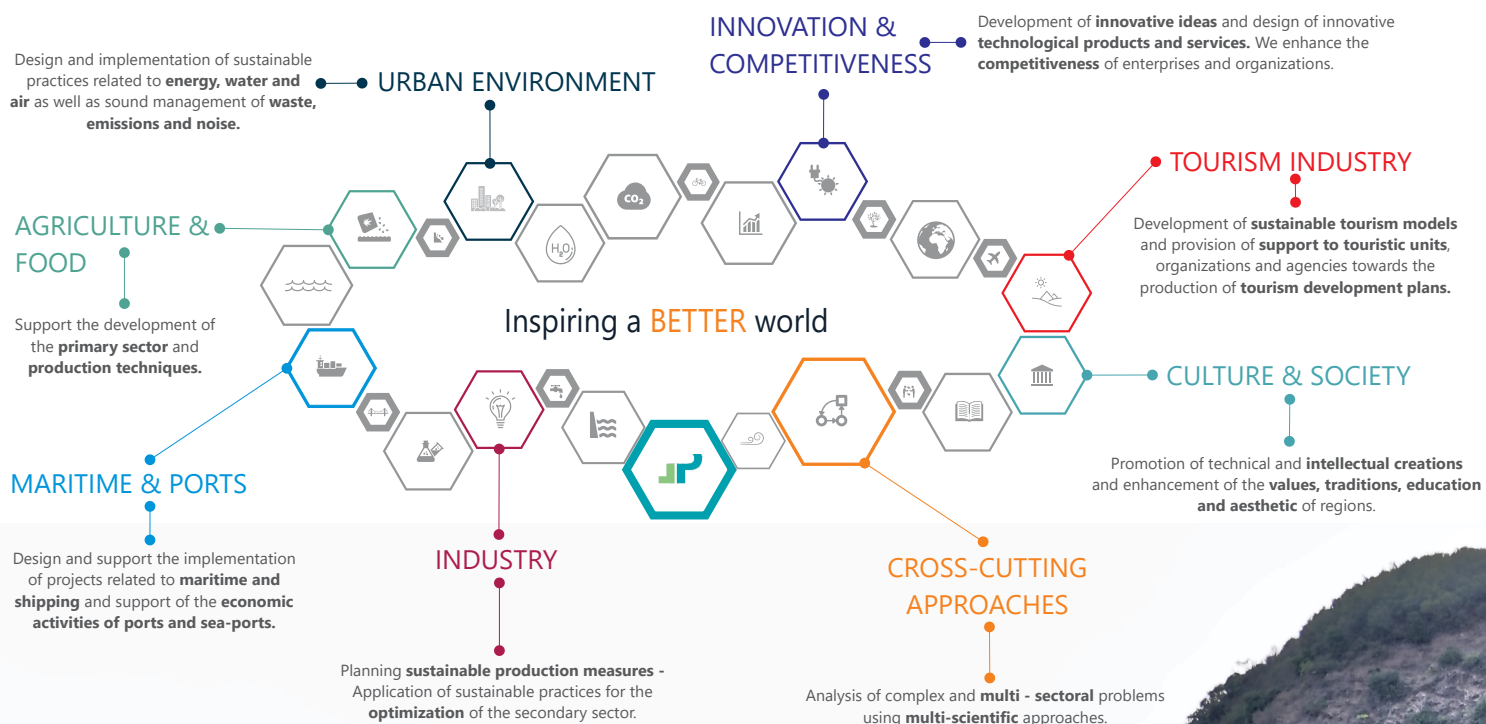 INNOVATION &
COMPETITIVENESS
Development of innovative ideas and design of innovative
technological products and services. We enhance the
competitiveness of enterprises and organizations.
Design and implementation of sustainable
practices related to energy, water and
air as well as sound management of waste,
emissions and noise.
URBAN ENVIRONMENT
TOURISM INDUSTRY
Development of sustainable tourism models
and provision of support to touristic units,
organizations and agencies towards the
production of tourism development plans.
AGRICULTURE &
FOOD
Support the development of
the primary sector and
production techniques.
CO₂
H₂O
Inspiring a BETTER world
CULTURE & SOCIETY
Promotion of technical and intellectual creations
and enhancement of the values, traditions, education
and aesthetic of regions.
MARITIME & PORTS
Design and support the implementation
of projects related to maritime and
shipping and support of the economic
activities of ports and sea-ports.
INDUSTRY
Planning sustainable production measures -
Application of sustainable practices for the
optimization of the secondary sector.
CROSS-CUTTING
APPROACHES
Analysis of complex and multi - sectoral problems
using multi-scientific approaches.